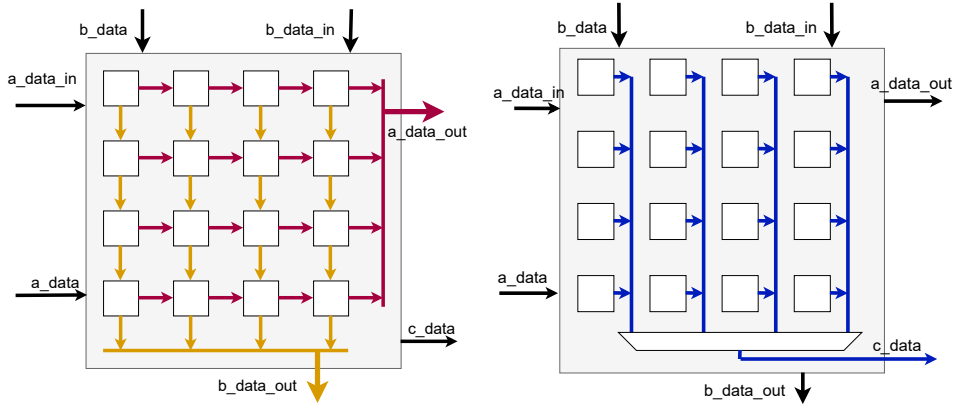 b_data
b_data_in
a_data_in
a_data_out
a_data
c_data
b_data_out
b_data
b_data_in
a_data_in
a_data_out
a_data
c_data
b_data_out